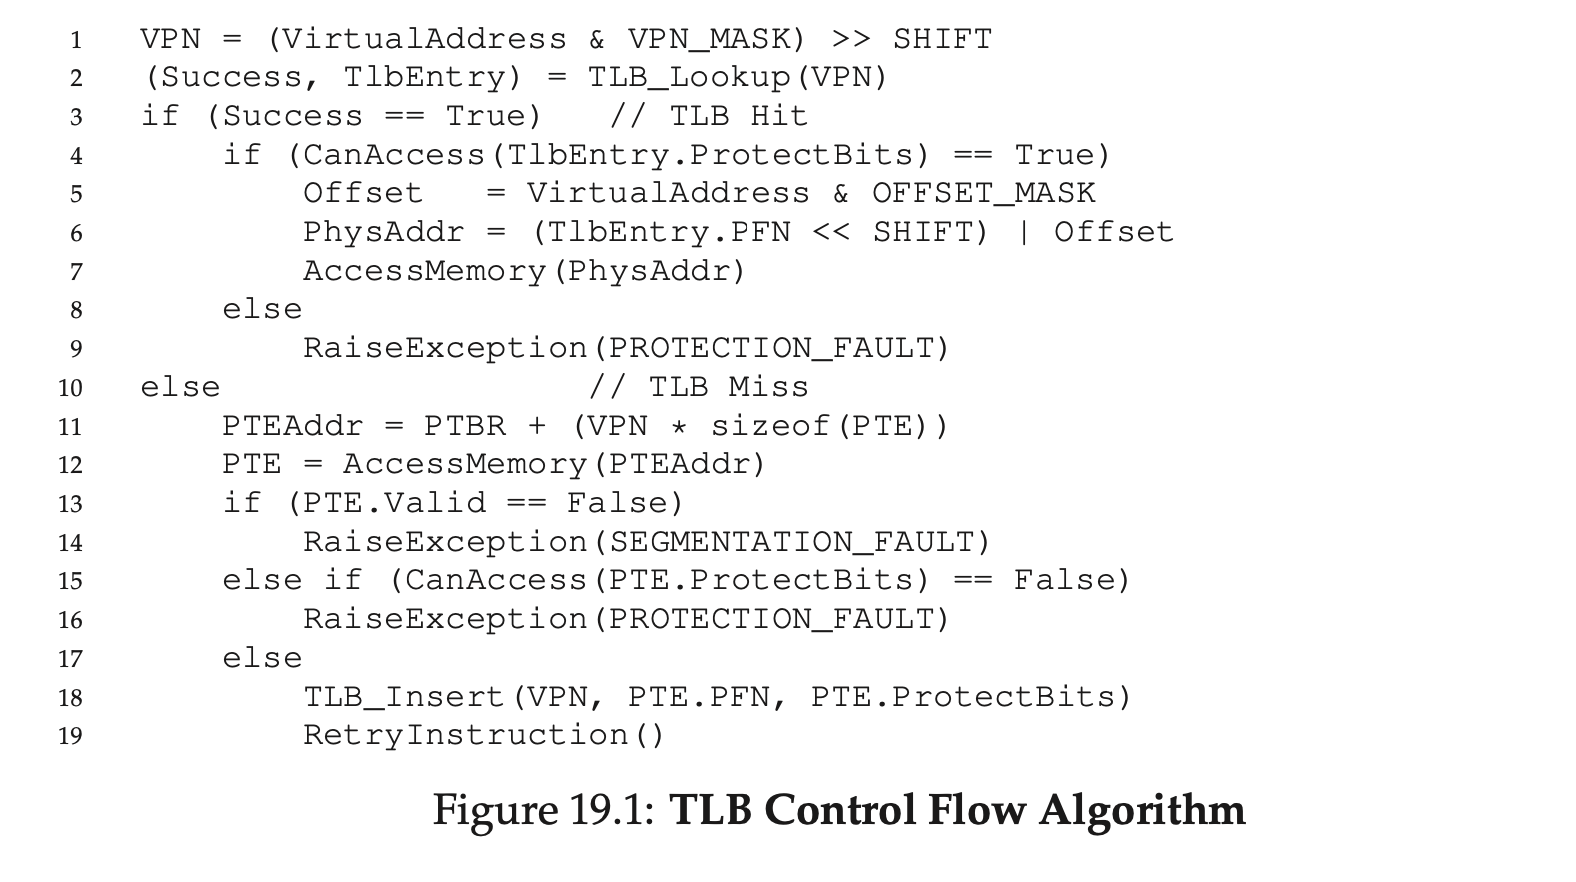 1 VPN = (VirtualAddress & VPN_MASK) >> SHIFT
2 (Success, TlbEntry) = TLB_Lookup(VPN)
3 if (Success == True) // TLB Hit
4 if (CanAccess(TlbEntry.ProtectBits) == True)
5 Offset = VirtualAddress & OFFSET_MASK
6 PhysAddr = (TlbEntry.PFN << SHIFT) | Offset
7 AccessMemory(PhysAddr)
8 else
9 RaiseException(PROTECTION_FAULT)
10 else // TLB Miss
11 PTEAddr = PTBR + (VPN * sizeof(PTE))
12 PTE = AccessMemory(PTEAddr)
13 if (PTE.Valid == False)
14 RaiseException(SEGMENTATION_FAULT)
15 else if (CanAccess(PTE.ProtectBits) == False)
16 RaiseException(PROTECTION_FAULT)
17 else
18 TLB_Insert(VPN, PTE.PFN, PTE.ProtectBits)
19 RetryInstruction()
Figure 19.1: TLB Control Flow Algorithm